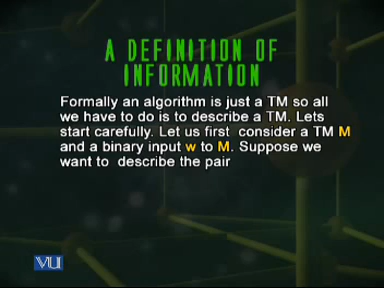 A DEFINITION OF
INFORMATION
Formally an algorithm is just a TM so all
we have to do is to describe a TM. Lets
start carefully. Let us first consider a TM M
and a binary input w to M. Suppose we
want to describe the pair
VU